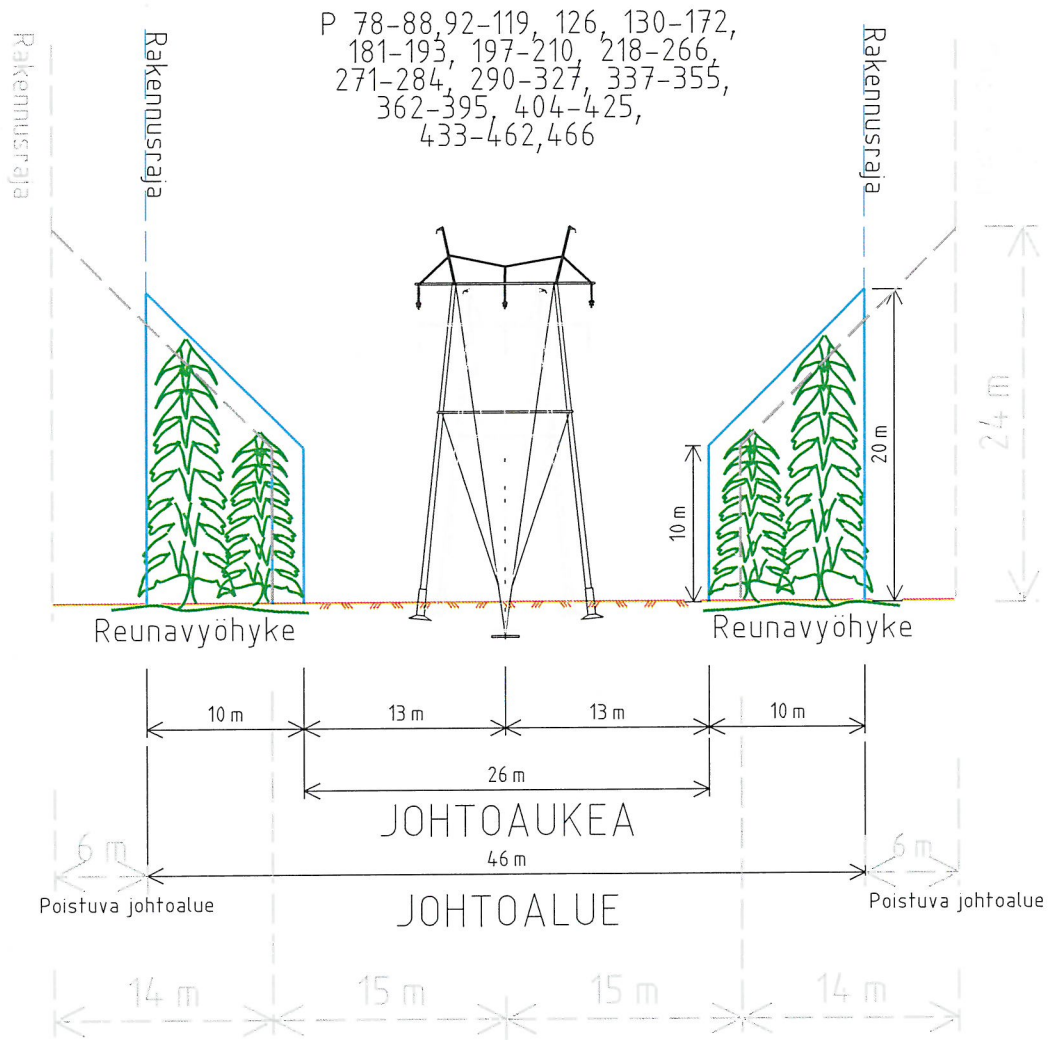 P 78-88,92-119, 126, 130-172,
181-193, 197-210, 218-266,
271-284, 290-327, 337-355,
362-395, 404-425,
433-462,466
Rakennusraja
Rakennusraja
Rakennusraja
24 m
20 m
10 m
Reunavyöhyke
Reunavyöhyke
10 m
13 m
13 m
10 m
26 m
JOHTOAUKEA
6 m
46 m
6 m
Poistuva johtoalue
JOHTOALUE
Poistuva johtoalue
14 m
15 m
15 m
14 m